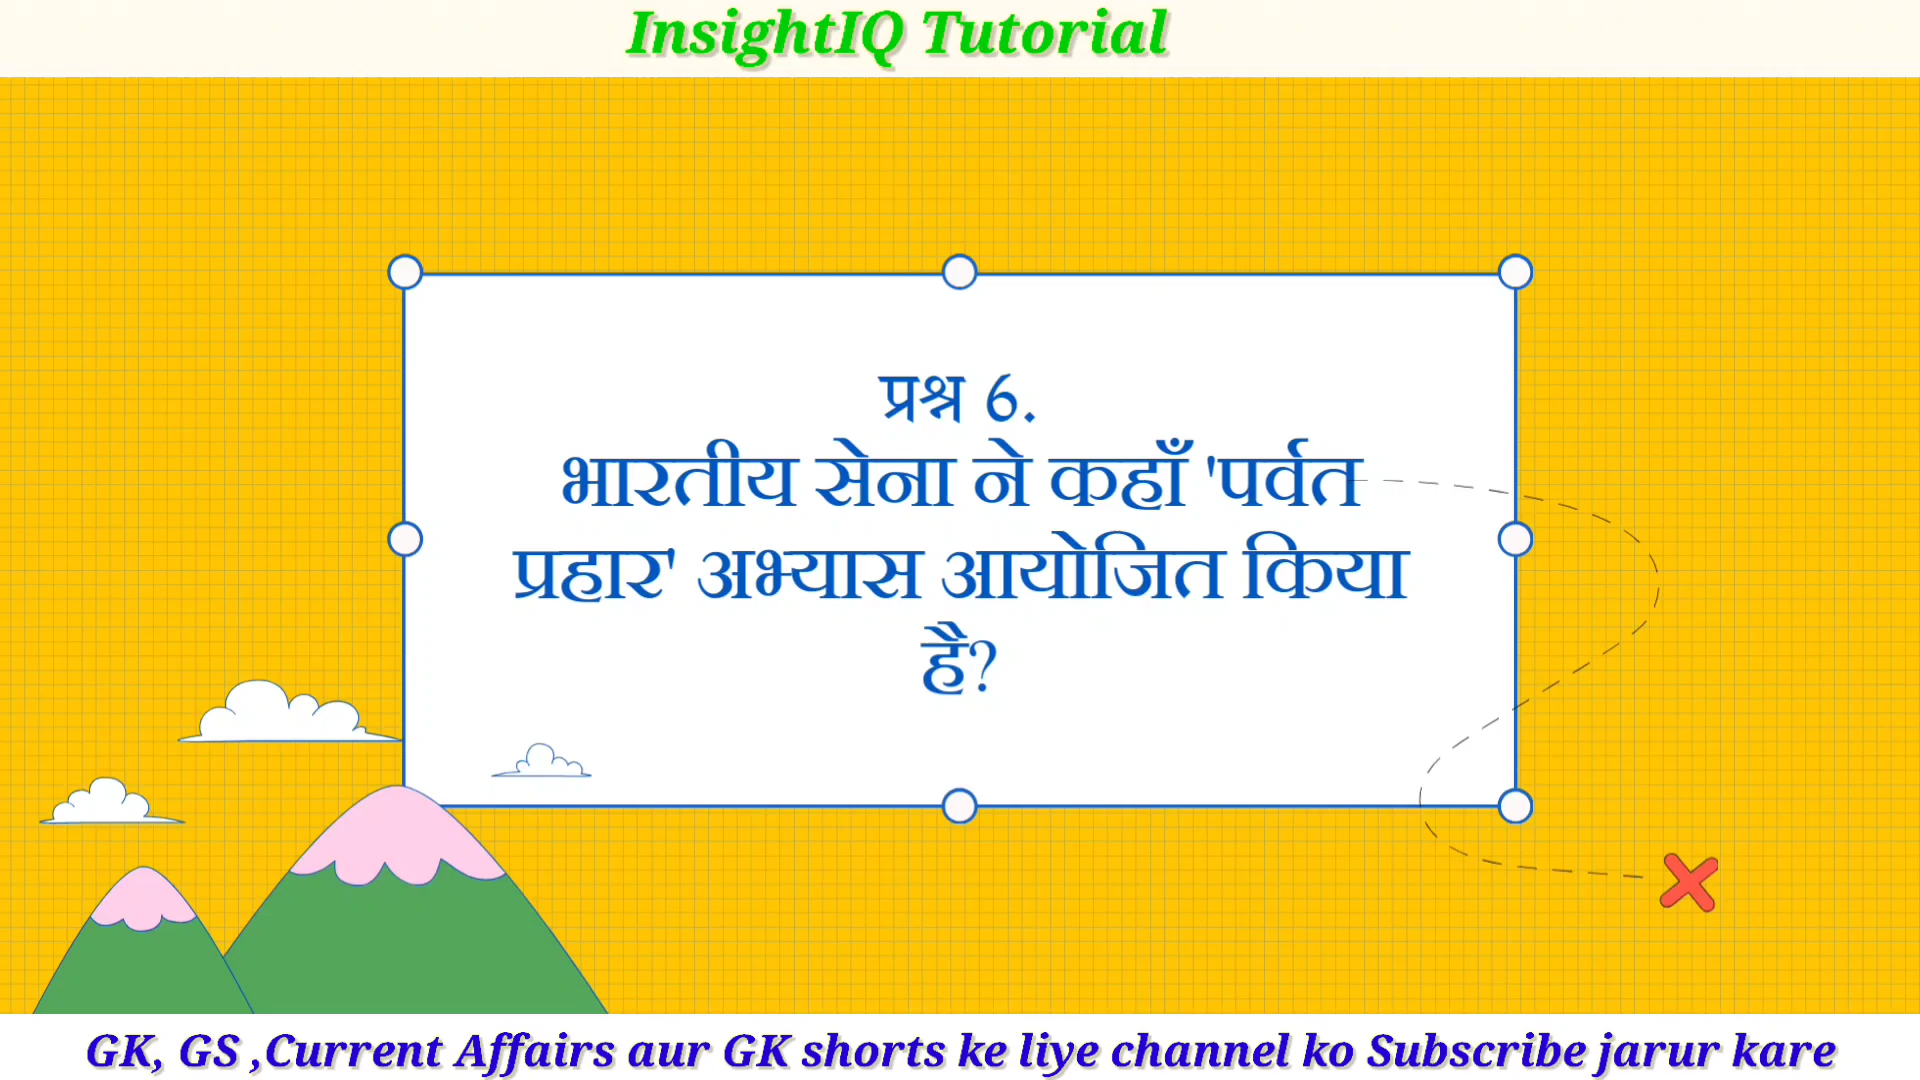 InsightIQ Tutorial
प्रश्न 6.
भारतीय सेना ने कहाँ 'पर्वत
प्रहार' अभ्यास आयोजित किया
है?
GK, GS ,Current Affairs aur GK shorts ke liye channel ko Subscribe jarur kare